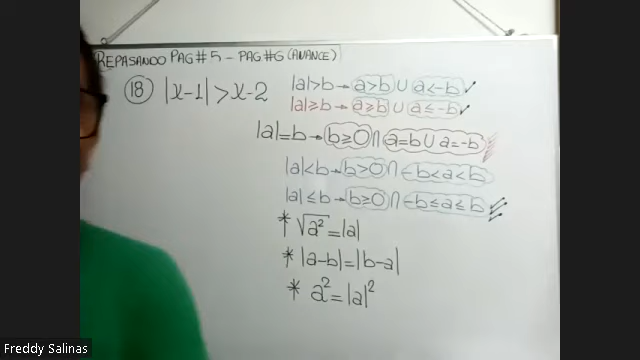 REPASANDO PAG#5 - PAG#6 (AVANCE)
18 |x-1| > x-2
|a|>b → a>b ∪ a<-b ✓
|a|≥b → a≥b ∪ a≤-b ✓
|a|=b → b≥0 ∩ a=b ∪ a=-b
|a|<b → b>0 ∩ -b<a<b
|a|≤b → b≥0 ∩ -b≤a≤b
* √a² = |a|
* |a-b| = |b-a|
* a² = |a|²
Freddy Salinas